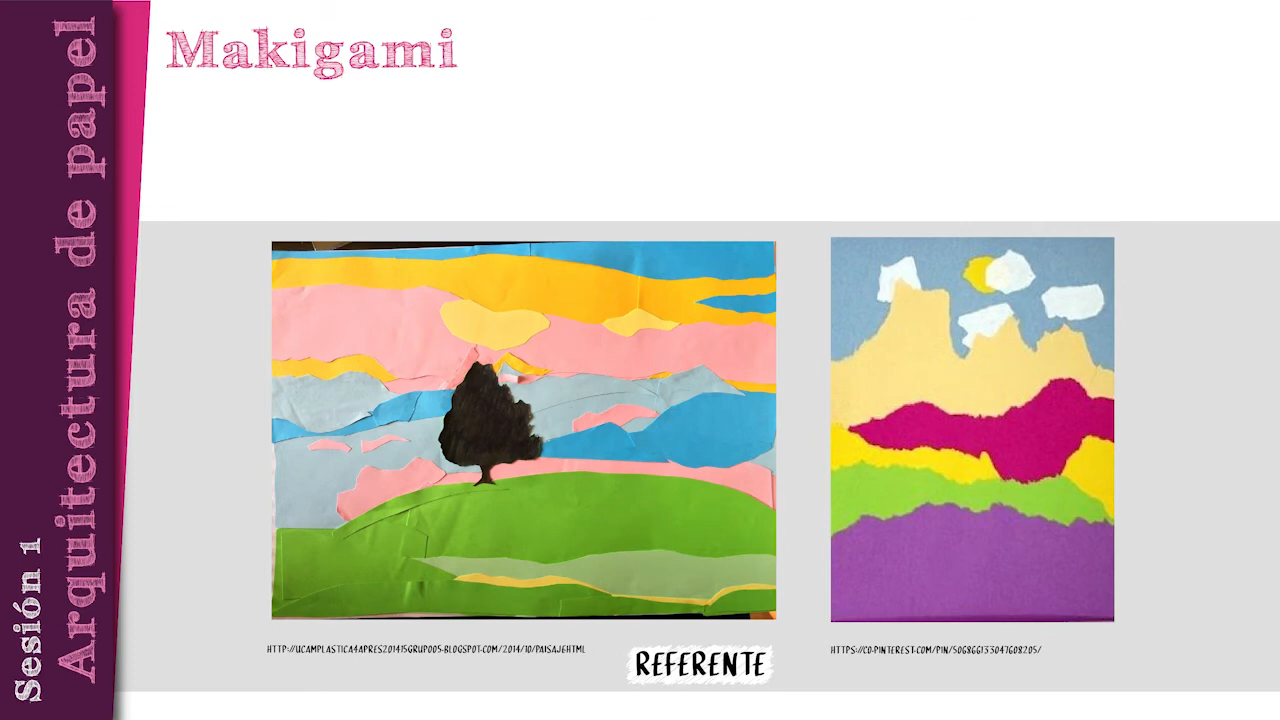 Makigami
Sesión 1
Arquitectura de papel
HTTP://UCAMPLASTICA4APRES201415GRUPO05.BLOGSPOT.COM/2014/10/PAISAJE.HTML
REFERENTE
HTTPS://CO.PINTEREST.COM/PIN/506866133047608205/